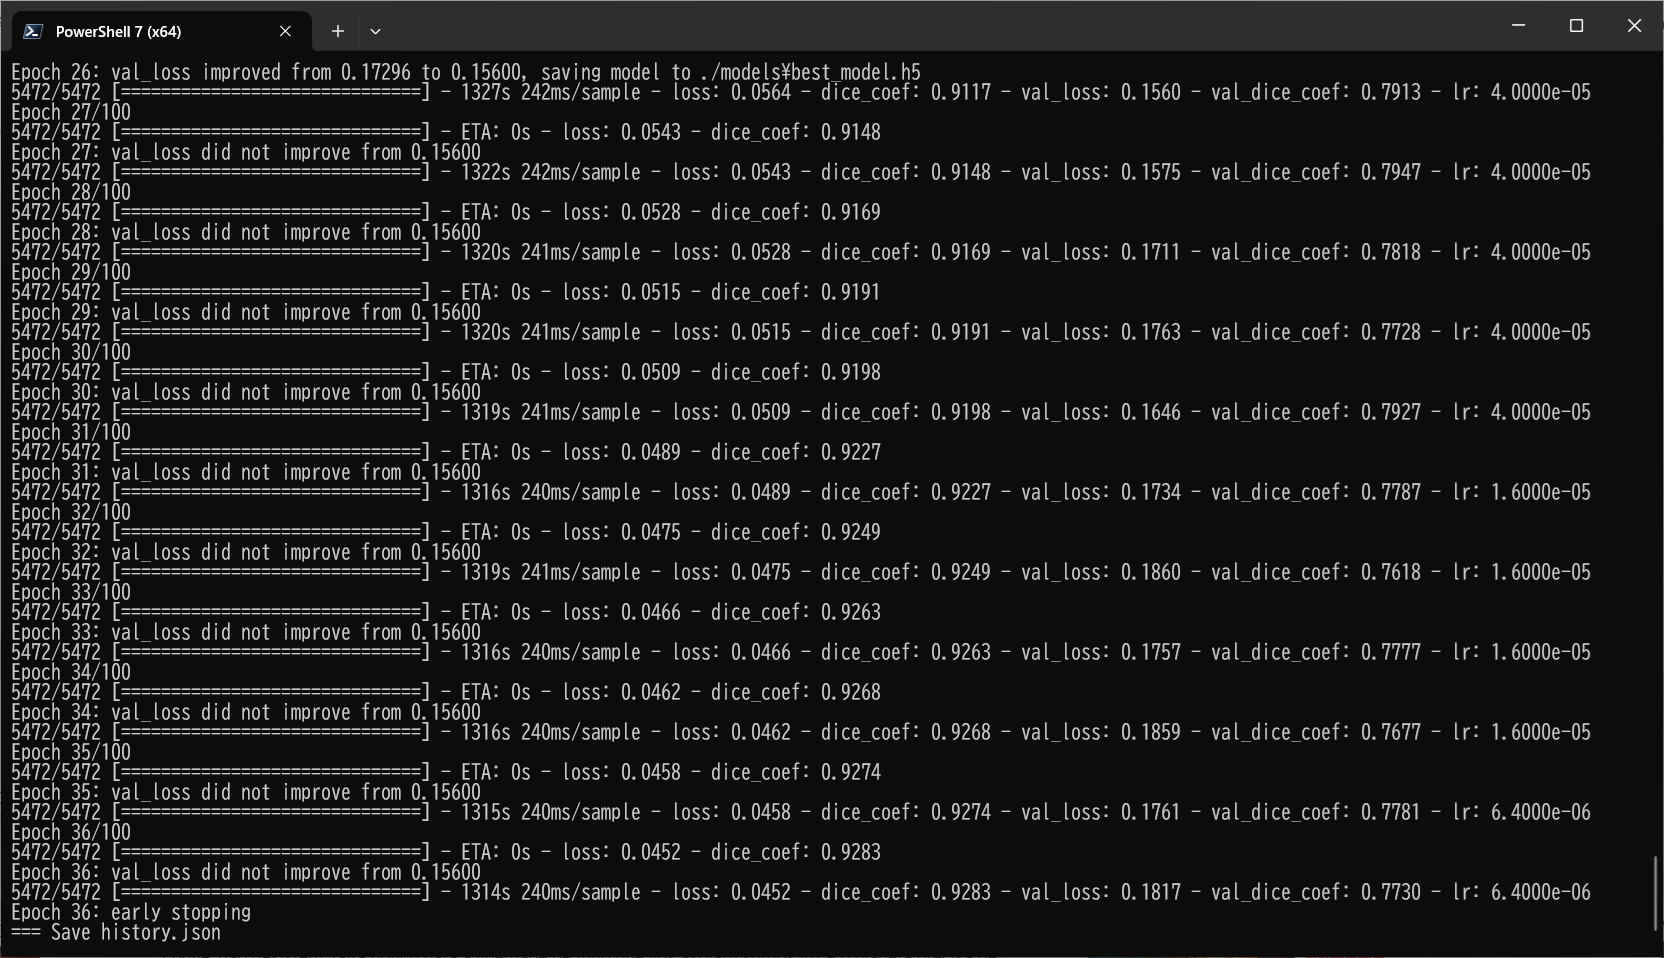 PowerShell 7 (x64)
Epoch 26: val_loss improved from 0.17296 to 0.15600, saving model to ./models¥best_model.h5
5472/5472 [==============================] - 1327s 242ms/sample - loss: 0.0564 - dice_coef: 0.9117 - val_loss: 0.1560 - val_dice_coef: 0.7913 - lr: 4.0000e-05
Epoch 27/100
5472/5472 [==============================] - ETA: 0s - loss: 0.0543 - dice_coef: 0.9148
Epoch 27: val_loss did not improve from 0.15600
5472/5472 [==============================] - 1322s 242ms/sample - loss: 0.0543 - dice_coef: 0.9148 - val_loss: 0.1575 - val_dice_coef: 0.7947 - lr: 4.0000e-05
Epoch 28/100
5472/5472 [==============================] - ETA: 0s - loss: 0.0528 - dice_coef: 0.9169
Epoch 28: val_loss did not improve from 0.15600
5472/5472 [==============================] - 1320s 241ms/sample - loss: 0.0528 - dice_coef: 0.9169 - val_loss: 0.1711 - val_dice_coef: 0.7818 - lr: 4.0000e-05
Epoch 29/100
5472/5472 [==============================] - ETA: 0s - loss: 0.0515 - dice_coef: 0.9191
Epoch 29: val_loss did not improve from 0.15600
5472/5472 [==============================] - 1320s 241ms/sample - loss: 0.0515 - dice_coef: 0.9191 - val_loss: 0.1763 - val_dice_coef: 0.7728 - lr: 4.0000e-05
Epoch 30/100
5472/5472 [==============================] - ETA: 0s - loss: 0.0509 - dice_coef: 0.9198
Epoch 30: val_loss did not improve from 0.15600
5472/5472 [==============================] - 1319s 241ms/sample - loss: 0.0509 - dice_coef: 0.9198 - val_loss: 0.1646 - val_dice_coef: 0.7927 - lr: 4.0000e-05
Epoch 31/100
5472/5472 [==============================] - ETA: 0s - loss: 0.0489 - dice_coef: 0.9227
Epoch 31: val_loss did not improve from 0.15600
5472/5472 [==============================] - 1316s 240ms/sample - loss: 0.0489 - dice_coef: 0.9227 - val_loss: 0.1734 - val_dice_coef: 0.7787 - lr: 1.6000e-05
Epoch 32/100
5472/5472 [==============================] - ETA: 0s - loss: 0.0475 - dice_coef: 0.9249
Epoch 32: val_loss did not improve from 0.15600
5472/5472 [==============================] - 1319s 241ms/sample - loss: 0.0475 - dice_coef: 0.9249 - val_loss: 0.1860 - val_dice_coef: 0.7618 - lr: 1.6000e-05
Epoch 33/100
5472/5472 [==============================] - ETA: 0s - loss: 0.0466 - dice_coef: 0.9263
Epoch 33: val_loss did not improve from 0.15600
5472/5472 [==============================] - 1316s 240ms/sample - loss: 0.0466 - dice_coef: 0.9263 - val_loss: 0.1757 - val_dice_coef: 0.7777 - lr: 1.6000e-05
Epoch 34/100
5472/5472 [==============================] - ETA: 0s - loss: 0.0462 - dice_coef: 0.9268
Epoch 34: val_loss did not improve from 0.15600
5472/5472 [==============================] - 1316s 240ms/sample - loss: 0.0462 - dice_coef: 0.9268 - val_loss: 0.1859 - val_dice_coef: 0.7677 - lr: 1.6000e-05
Epoch 35/100
5472/5472 [==============================] - ETA: 0s - loss: 0.0458 - dice_coef: 0.9274
Epoch 35: val_loss did not improve from 0.15600
5472/5472 [==============================] - 1315s 240ms/sample - loss: 0.0458 - dice_coef: 0.9274 - val_loss: 0.1761 - val_dice_coef: 0.7781 - lr: 6.4000e-06
Epoch 36/100
5472/5472 [==============================] - ETA: 0s - loss: 0.0452 - dice_coef: 0.9283
Epoch 36: val_loss did not improve from 0.15600
5472/5472 [==============================] - 1314s 240ms/sample - loss: 0.0452 - dice_coef: 0.9283 - val_loss: 0.1817 - val_dice_coef: 0.7730 - lr: 6.4000e-06
Epoch 36: early stopping
=== Save history.json